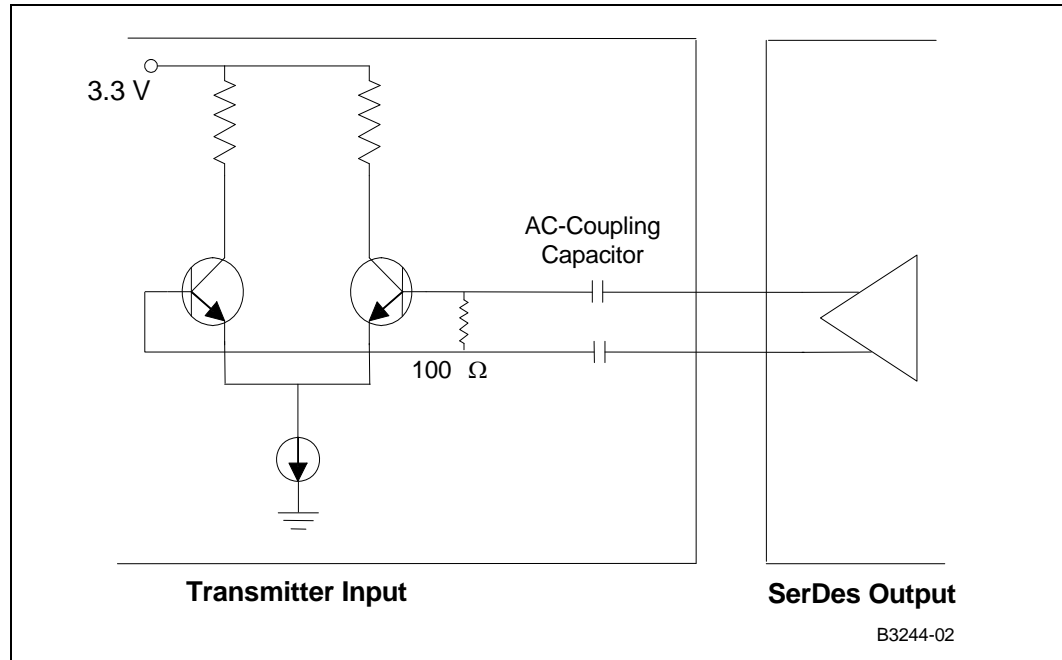 3.3 V
AC-Coupling
Capacitor
100 Ω
Transmitter Input
SerDes Output
B3244-02